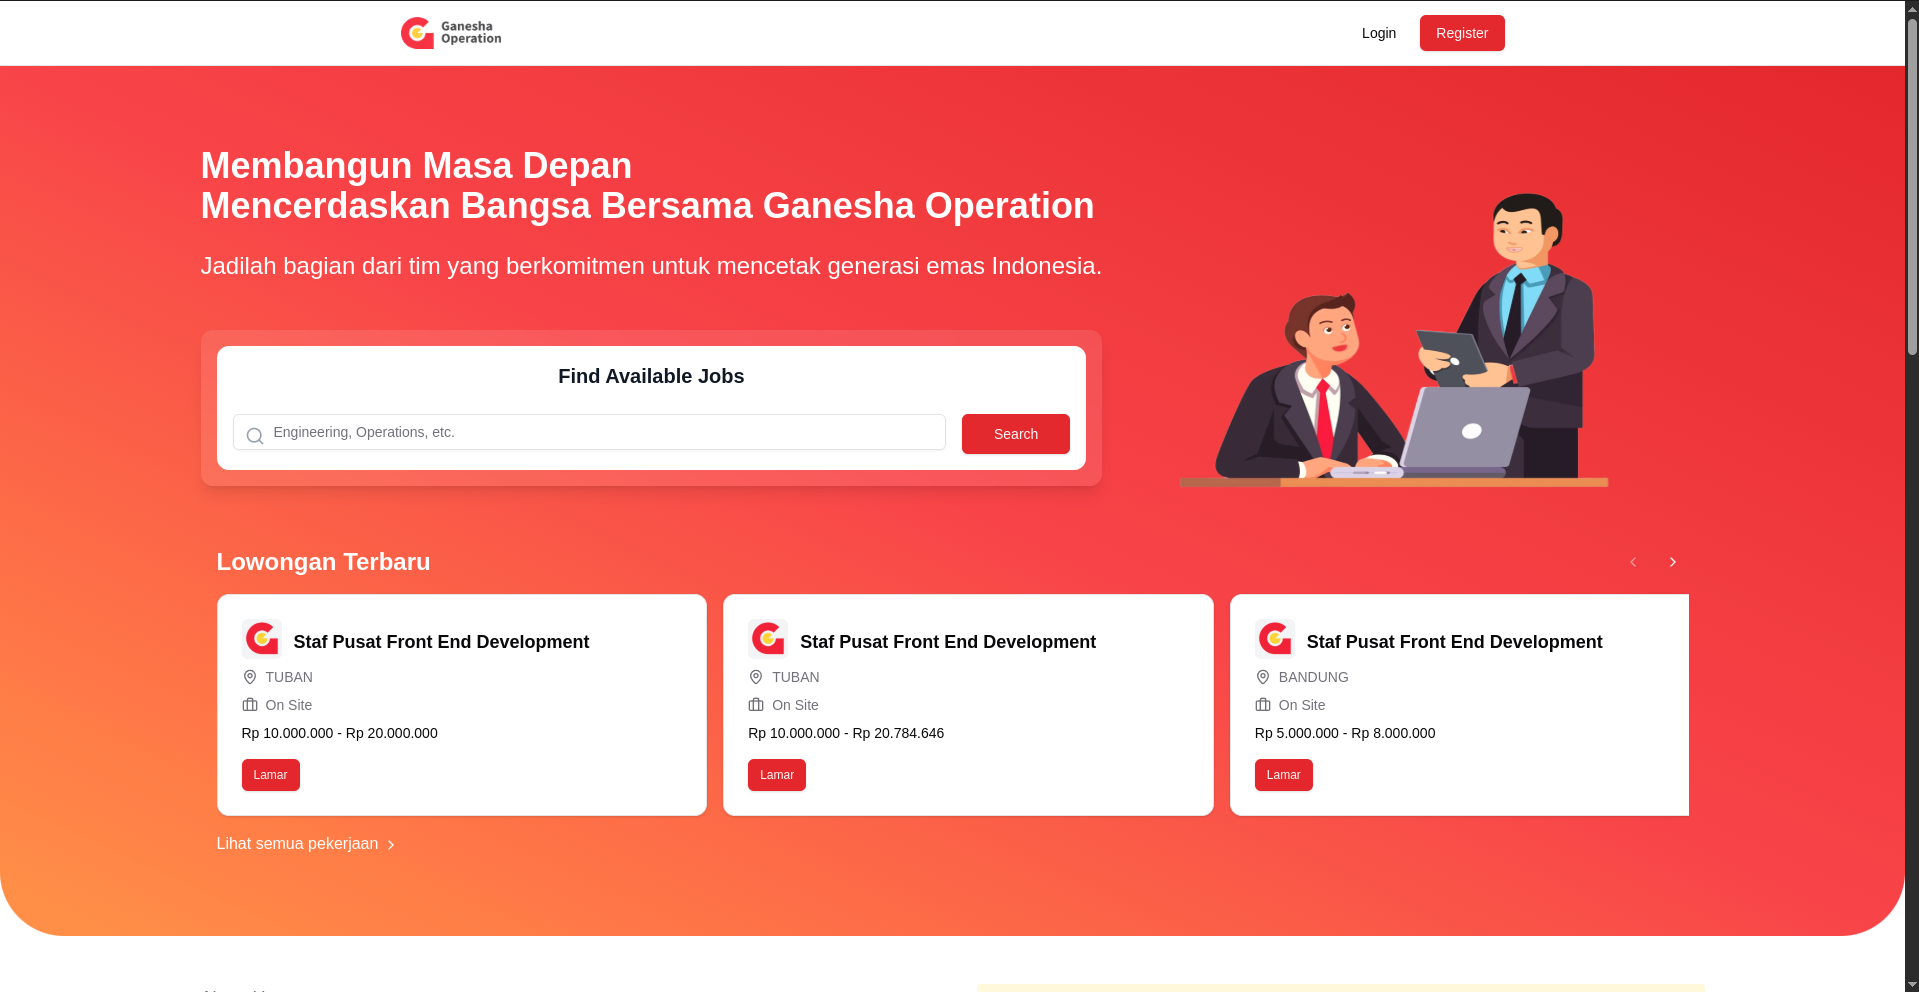 Ganesha
Operation
Login
Register
Membangun Masa Depan
Mencerdaskan Bangsa Bersama Ganesha Operation
Jadilah bagian dari tim yang berkomitmen untuk mencetak generasi emas Indonesia.
Find Available Jobs
Engineering, Operations, etc.
Search
Lowongan Terbaru
Staf Pusat Front End Development
TUBAN
On Site
Rp 10.000.000 - Rp 20.000.000
Lamar
Staf Pusat Front End Development
TUBAN
On Site
Rp 10.000.000 - Rp 20.784.646
Lamar
Staf Pusat Front End Development
BANDUNG
On Site
Rp 5.000.000 - Rp 8.000.000
Lamar
Lihat semua pekerjaan